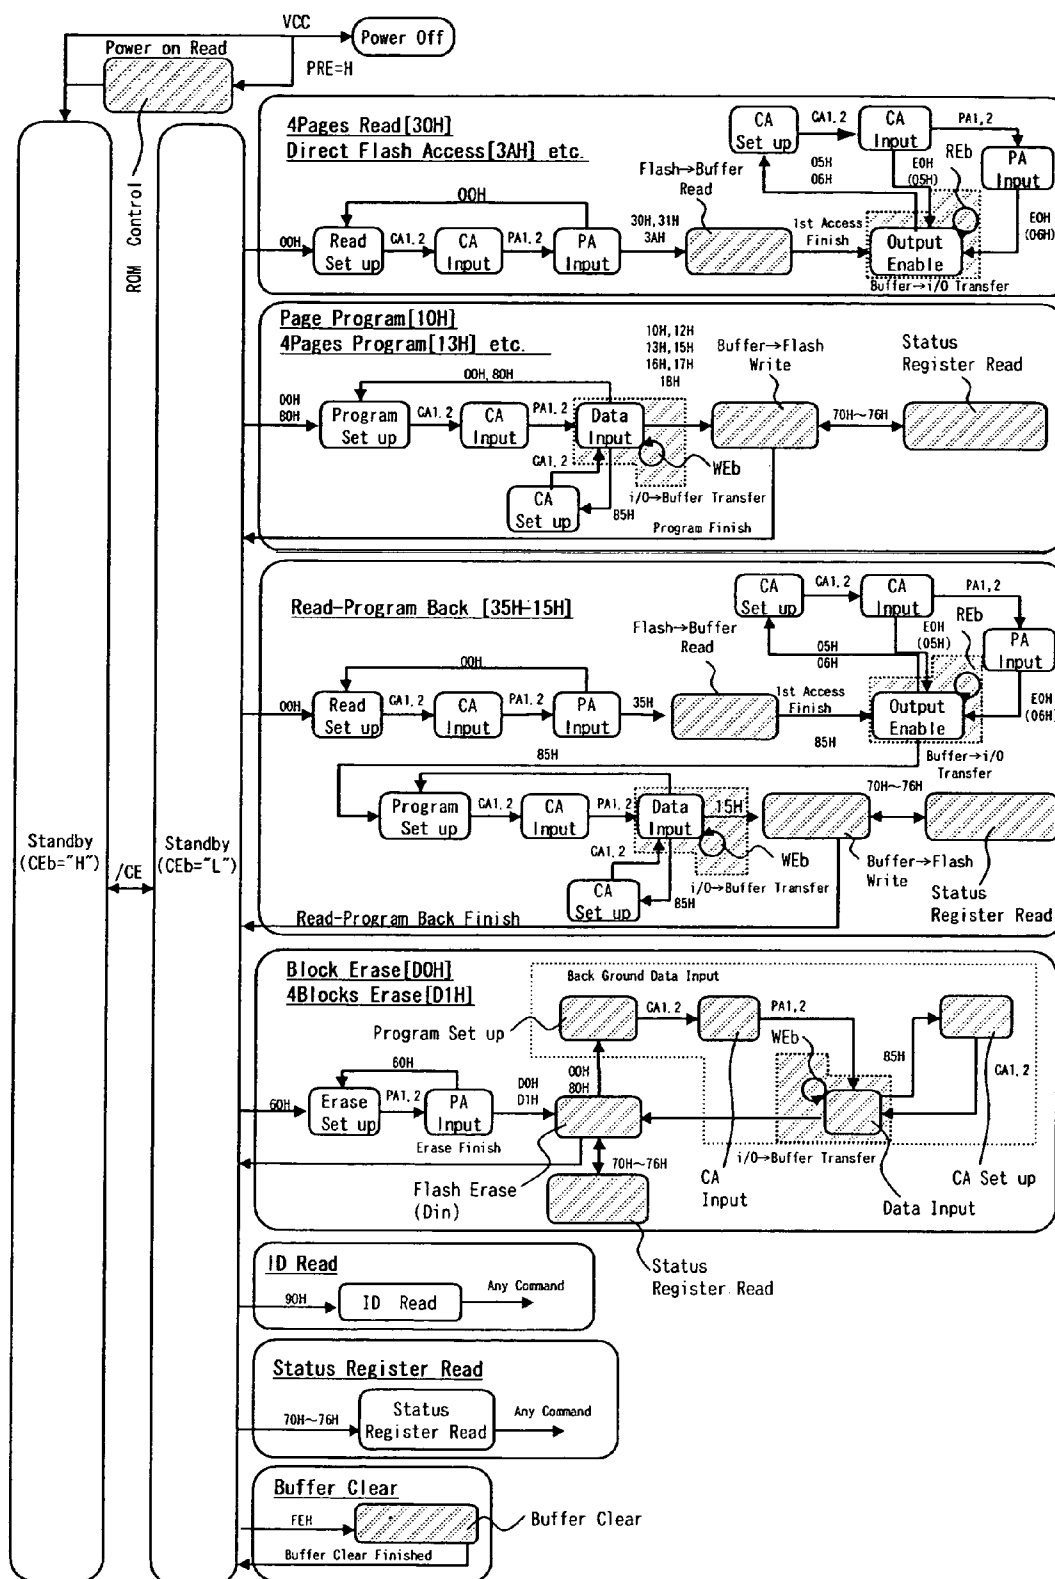 VCC
Power Off
Power on Read
PRE=H
ROM Control
Standby
(CEb="H")
/CE
Standby
(CEb="L")
4Pages Read[30H]
Direct Flash Access[3AH] etc.
00H
Read
Set up
CA1,2
CA
Input
PA1,2
PA
Input
00H
30H,31H
3AH
Flash→Buffer
Read
1st Access
Finish
CA
Set up
CA1,2
CA
Input
PA1,2
PA
Input
05H
06H
E0H
(05H)
REb
E0H
(06H)
Output
Enable
Buffer→i/O Transfer
Page Program[10H]
4Pages Program[13H] etc.
00H
80H
Program
Set up
CA1,2
CA
Input
PA1,2
Data
Input
00H,80H
10H,12H
13H,15H
16H,17H
18H
Buffer→Flash
Write
70H~76H
Status
Register Read
CA1,2
CA
Set up
85H
WEb
i/O→Buffer Transfer
Program Finish
Read-Program Back [35H-15H]
00H
Read
Set up
CA1,2
CA
Input
PA1,2
PA
Input
00H
35H
Flash→Buffer
Read
1st Access
Finish
CA
Set up
CA1,2
CA
Input
PA1,2
PA
Input
05H
06H
E0H
(05H)
REb
E0H
(06H)
Output
Enable
Buffer→i/O
Transfer
85H
85H
Program
Set up
CA1,2
CA
Input
PA1,2
Data
Input
15H
70H~76H
CA1,2
CA
Set up
85H
WEb
i/O→Buffer Transfer
Buffer→Flash
Write
Status
Register Read
Read-Program Back Finish
Block Erase[D0H]
4Blocks Erase[D1H]
Back Ground Data Input
Program Set up
CA1,2
PA1,2
WEb
85H
CA1,2
60H
60H
Erase
Set up
PA1,2
PA
Input
D0H
D1H
00H
80H
Erase Finish
Flash Erase
(Din)
70H~76H
i/O→Buffer Transfer
CA
Input
Data Input
CA Set up
Status
Register Read
ID Read
90H
ID Read
Any Command
Status Register Read
70H~76H
Status
Register Read
Any Command
Buffer Clear
FEH
Buffer Clear
Buffer Clear Finished